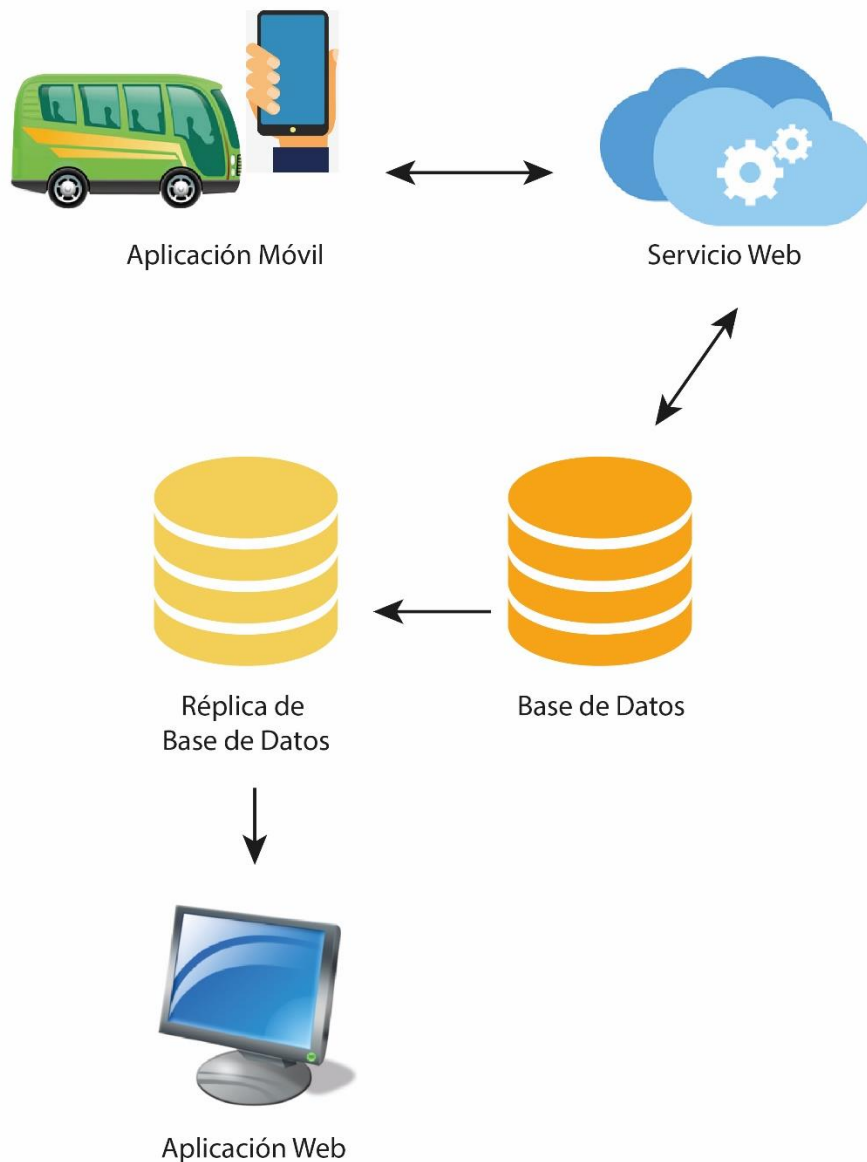 Aplicación Móvil
Servicio Web
Réplica de
Base de Datos
Base de Datos
Aplicación Web